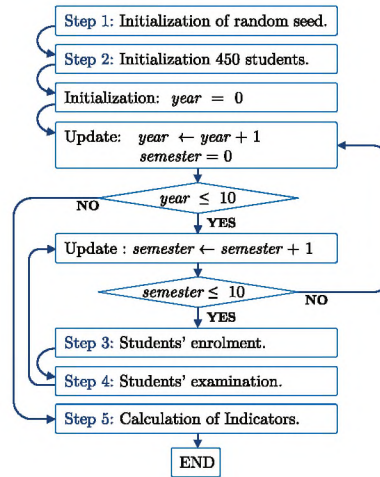 Step 1: Initialization of random seed.
Step 2: Initialization 450 students.
Initialization: year = 0
Update: year ← year + 1
semester = 0
year ≤ 10
NO
YES
Update : semester ← semester + 1
semester ≤ 10
NO
YES
Step 3: Students' enrolment.
Step 4: Students' examination.
Step 5: Calculation of Indicators.
END